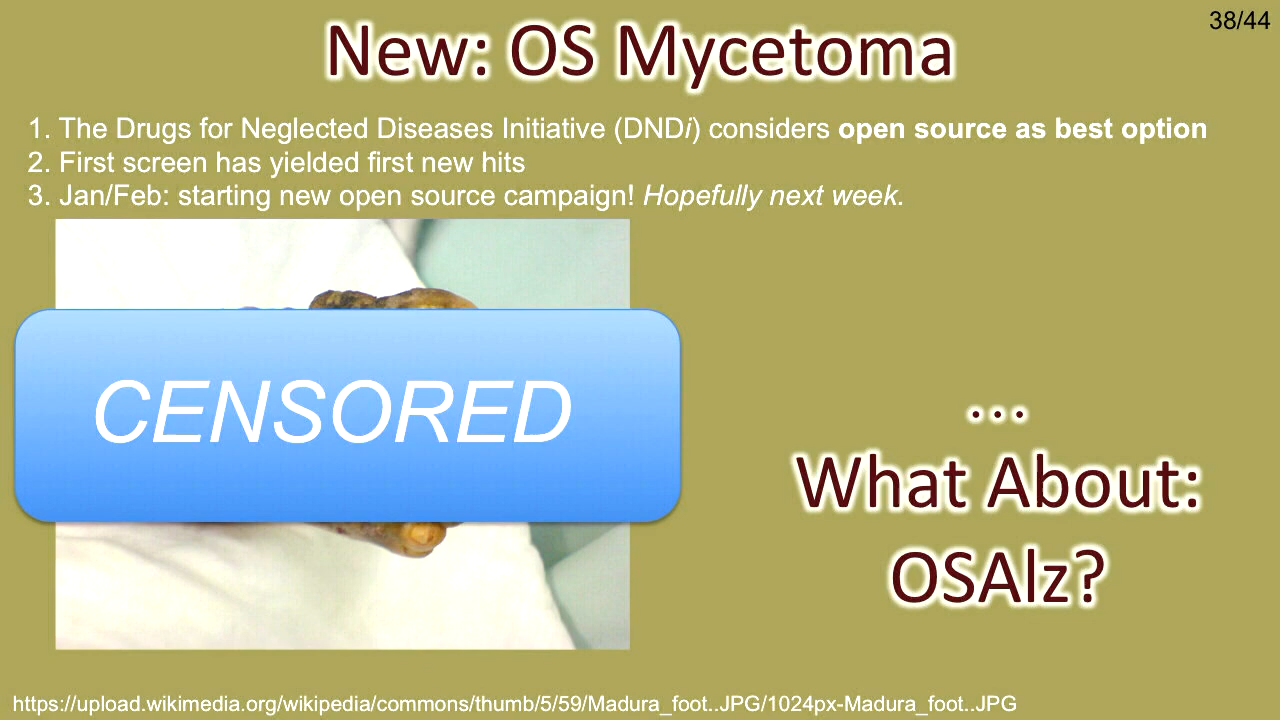 38/44
New: OS Mycetoma
1. The Drugs for Neglected Diseases Initiative (DNDi) considers open source as best option
2. First screen has yielded first new hits
3. Jan/Feb: starting new open source campaign! Hopefully next week.
CENSORED
...
What About:
OSAlz?
https://upload.wikimedia.org/wikipedia/commons/thumb/5/59/Madura_foot..JPG/1024px-Madura_foot..JPG